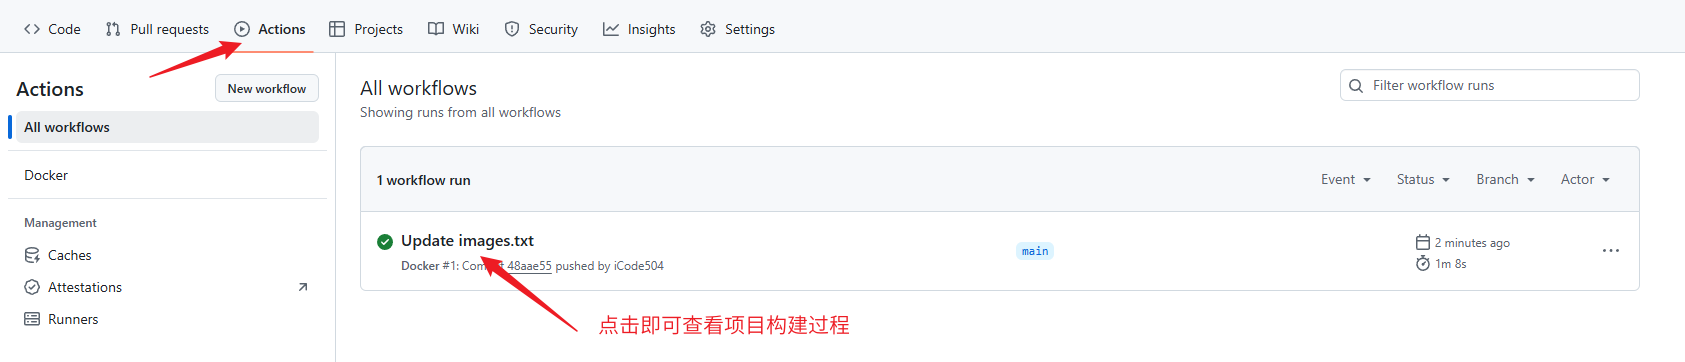 Code Pull requests Actions Projects Wiki Security Insights Settings
Actions New workflow
All workflows
Docker
Management
Caches
Attestations
Runners
All workflows
Showing runs from all workflows
Filter workflow runs
1 workflow run Event Status Branch Actor
Update images.txt
Docker #1: 48aae55 pushed by iCode504
main
2 minutes ago
1m 8s
点击即可查看项目构建过程